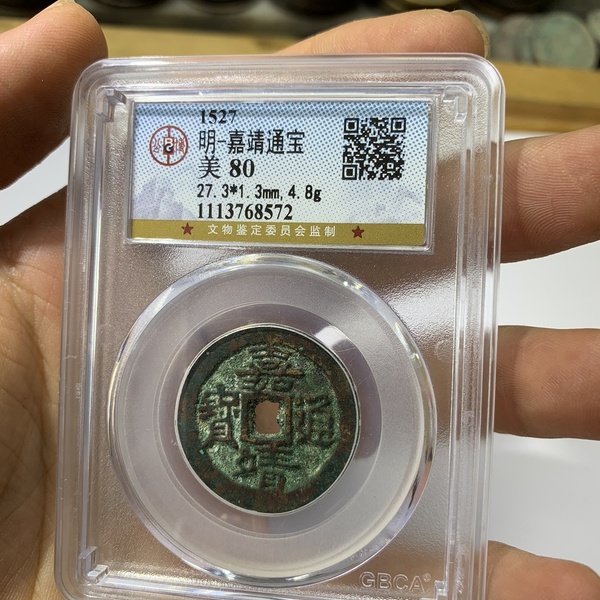 1527
明-嘉靖通宝
美 80
27.3*1.3mm, 4.8g
1113768572
文物鉴定委员会监制
嘉
寶 通
靖
GBCA